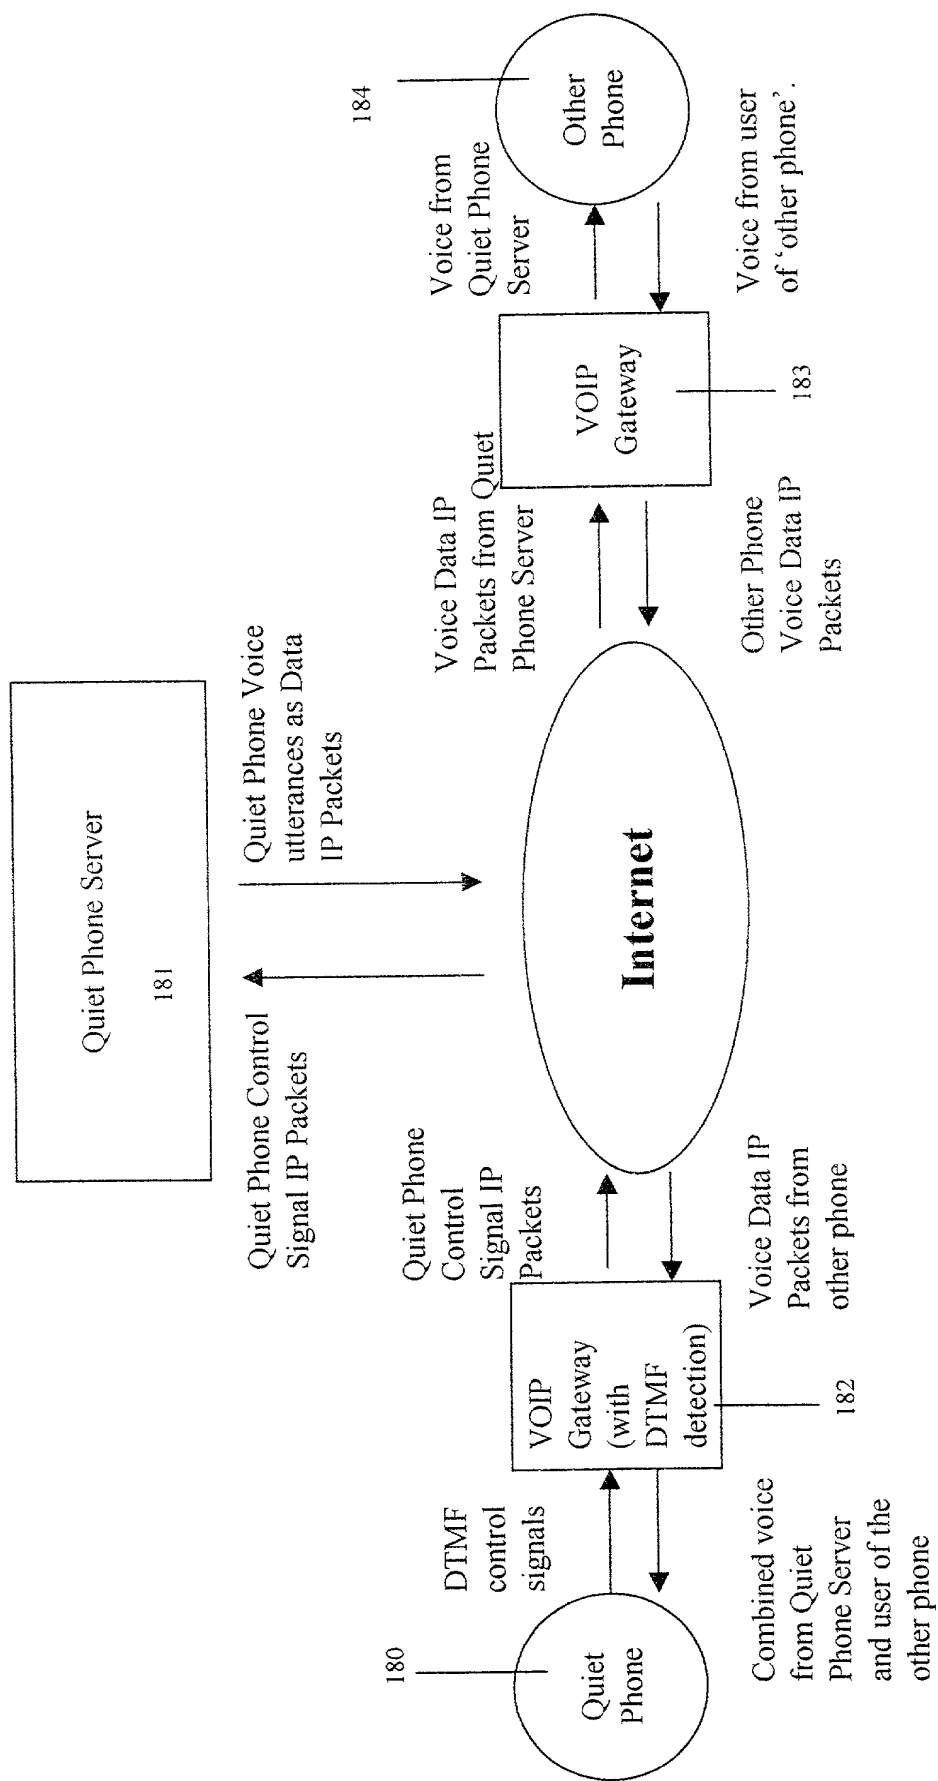 Quiet Phone Server
181
Quiet Phone Control
Signal IP Packets
Quiet Phone Voice
utterances as Data
IP Packets
180
Quiet
Phone
DTMF
control
signals
Combined voice
from Quiet
Phone Server
and user of the
other phone
VOIP
Gateway
(with
DTMF
detection)
182
Quiet Phone
Control
Signal IP
Packets
Voice Data IP
Packets from
other phone
Internet
Voice Data IP
Packets from Quiet
Phone Server
Other Phone
Voice Data IP
Packets
VOIP
Gateway
183
Voice from
Quiet Phone
Server
Voice from user
of ‘other phone’.
184
Other
Phone